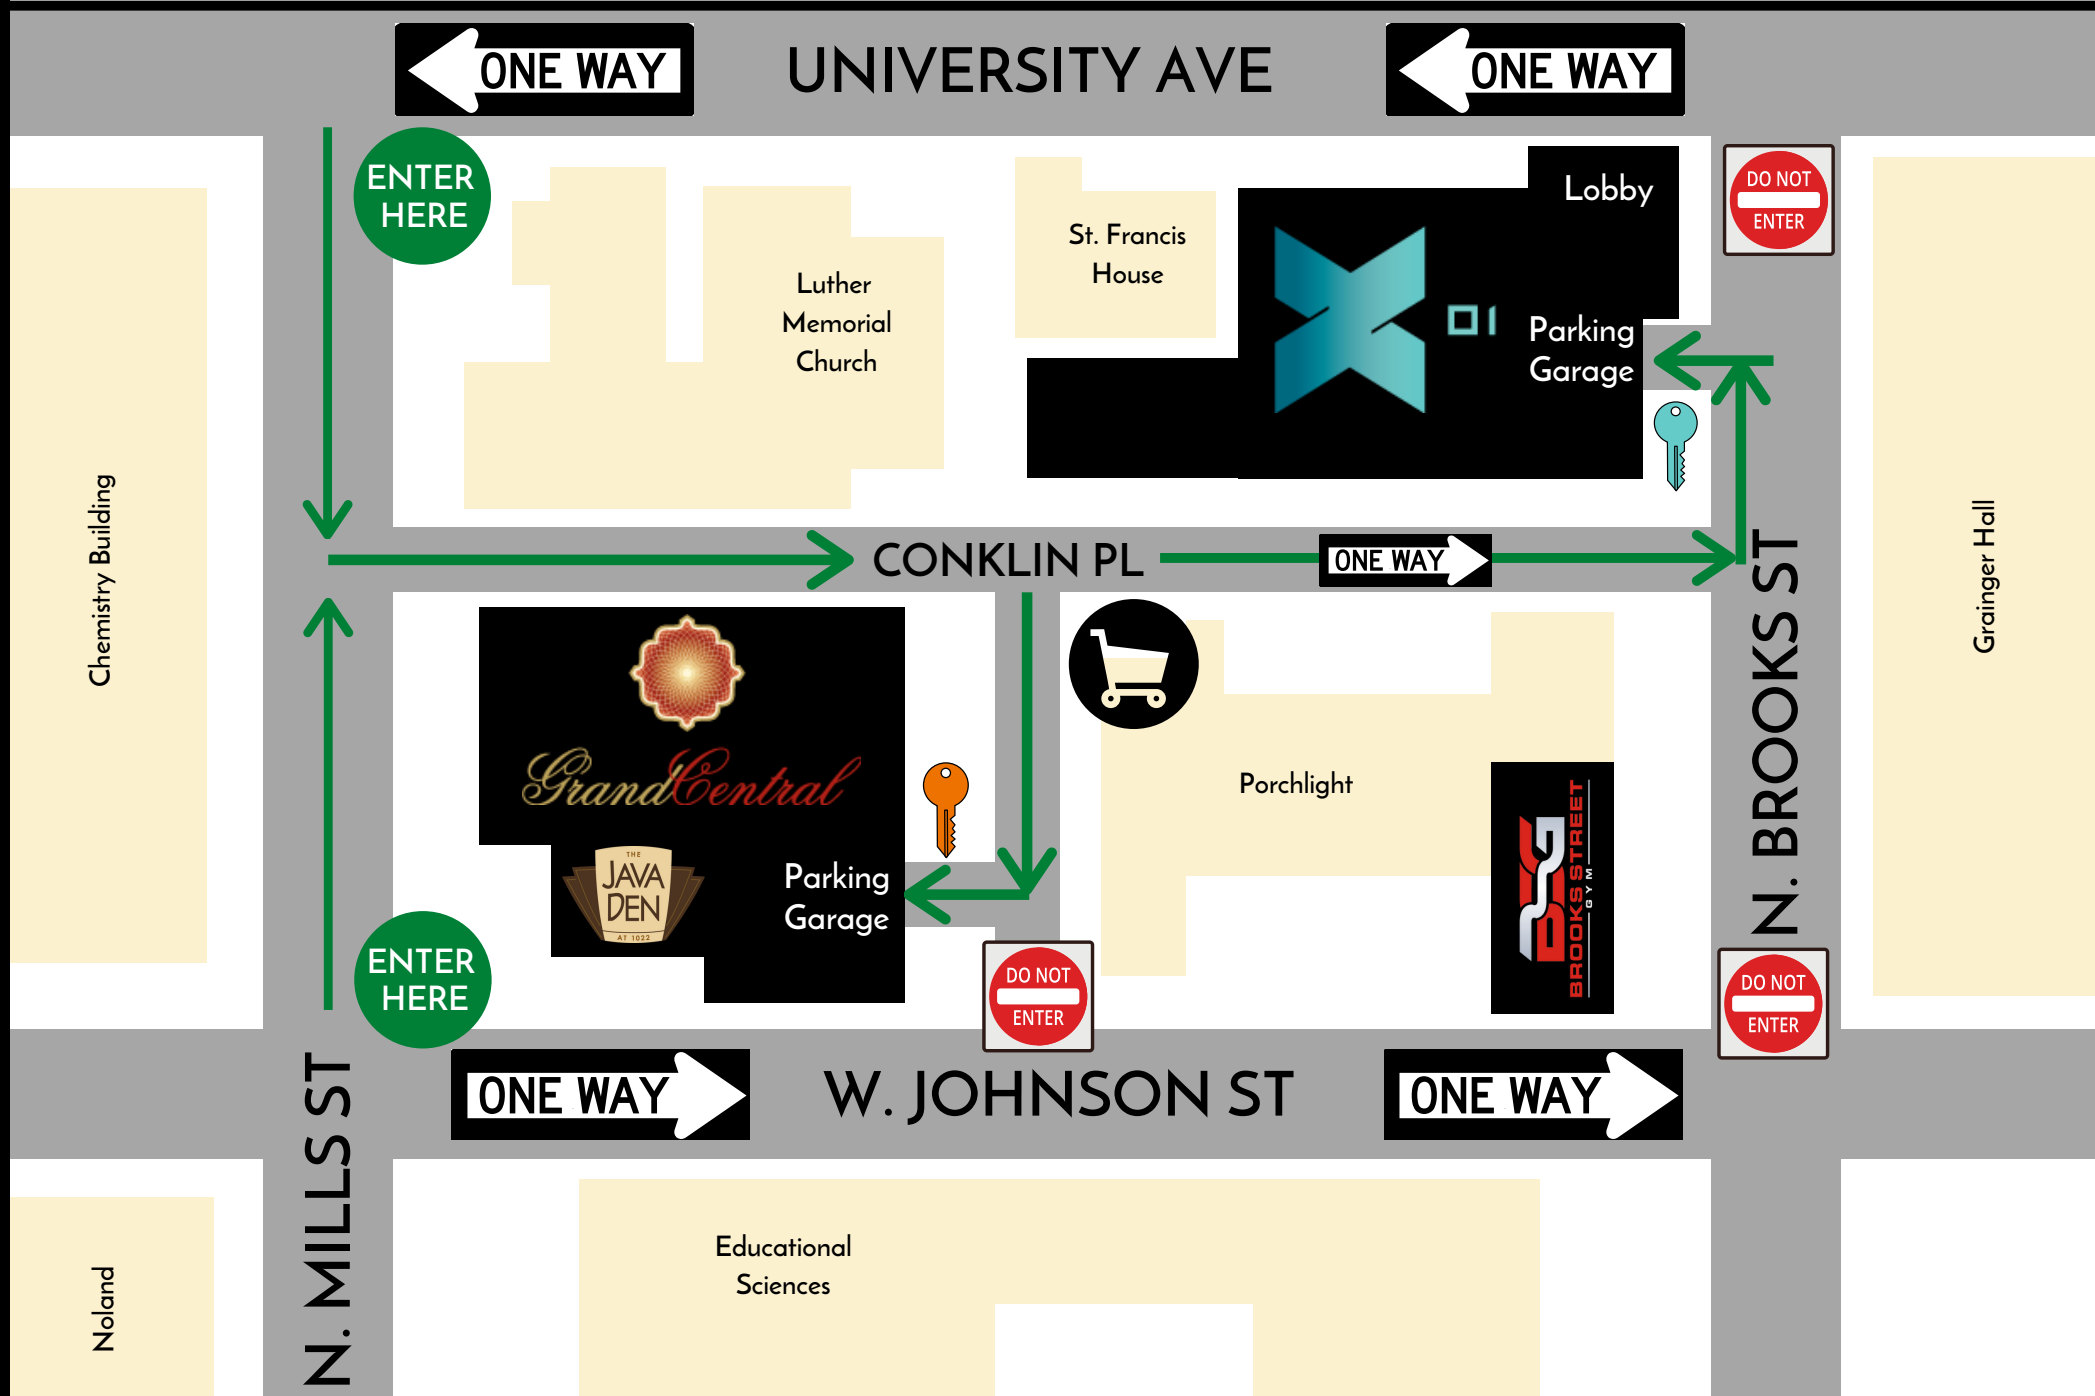 ONE WAY
UNIVERSITY AVE
ONE WAY
ENTER
HERE
DO NOT
ENTER
Lobby
St. Francis
House
Luther
Memorial
Church
01
Parking
Garage
Chemistry Building
Grainger Hall
CONKLIN PL
ONE WAY
N. BROOKS ST
GrandCentral
Porchlight
THE
JAVA
DEN
AT 1022
Parking
Garage
BSG
BROOKS STREET
GYM
ENTER
HERE
DO NOT
ENTER
DO NOT
ENTER
ONE WAY
W. JOHNSON ST
ONE WAY
N. MILLS ST
Educational
Sciences
Noland